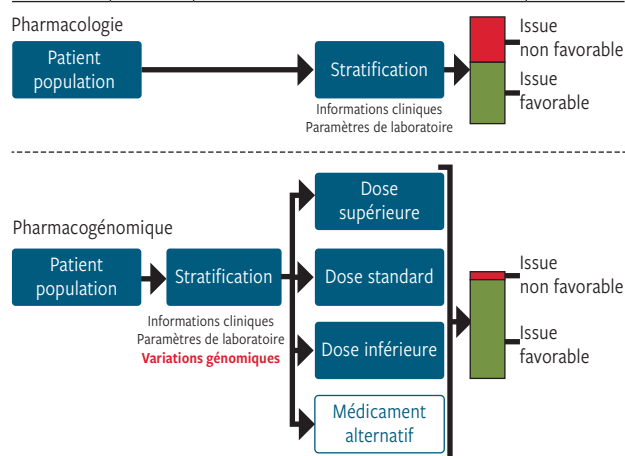 Pharmacologie
Patient
population
Stratification
Informations cliniques
Paramètres de laboratoire
Issue
non favorable
Issue
favorable
Pharmacogénomique
Patient
population
Stratification
Informations cliniques
Paramètres de laboratoire
Variations génomiques
Dose
supérieure
Dose standard
Dose inférieure
Médicament
alternatif
Issue
non favorable
Issue
favorable